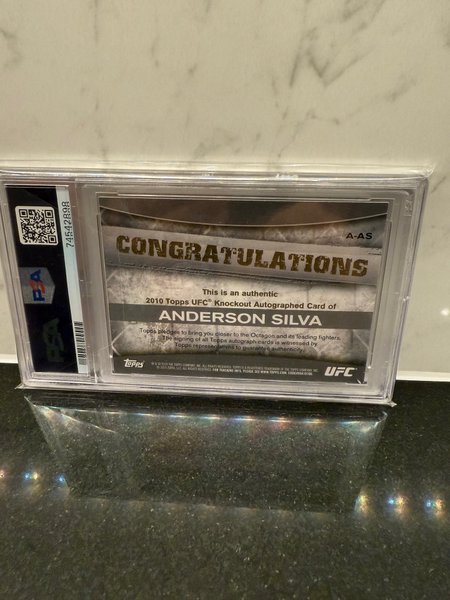 PSA
PSA
74542898
A-AS
CONGRATULATIONS
This is an authentic
2010 Topps UFC® Knockout Autographed Card of
ANDERSON SILVA
Topps pledges to bring you closer to the Octagon and its leading fighters.
The signing of all Topps autograph cards is witnessed by
Topps representatives to guarantee authenticity.
Topps
UFC